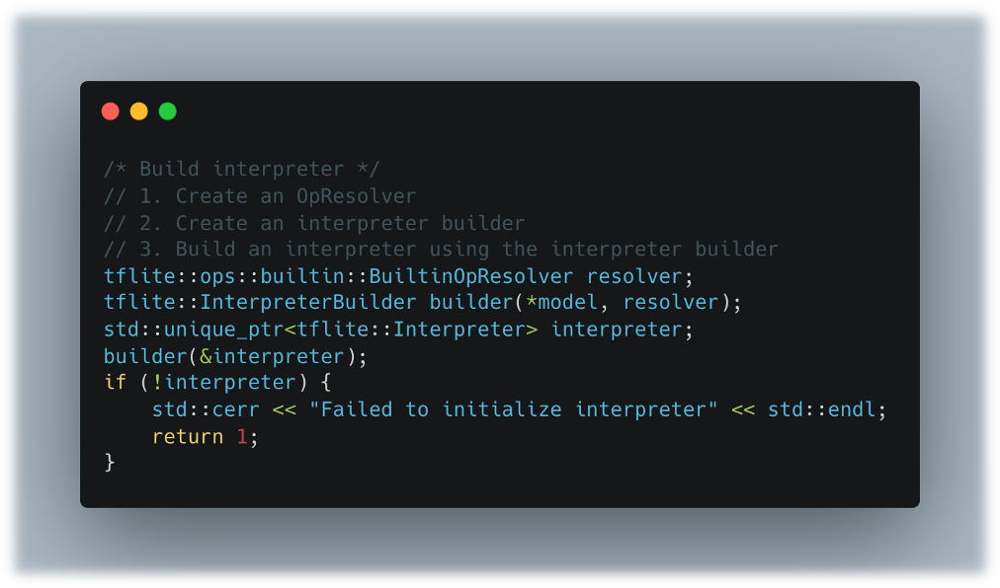 /* Build interpreter */
// 1. Create an OpResolver
// 2. Create an interpreter builder
// 3. Build an interpreter using the interpreter builder
tflite::ops::builtin::BuiltinOpResolver resolver;
tflite::InterpreterBuilder builder(*model, resolver);
std::unique_ptr<tflite::Interpreter> interpreter;
builder(&interpreter);
if (!interpreter) {
    std::cerr << "Failed to initialize interpreter" << std::endl;
    return 1;
}